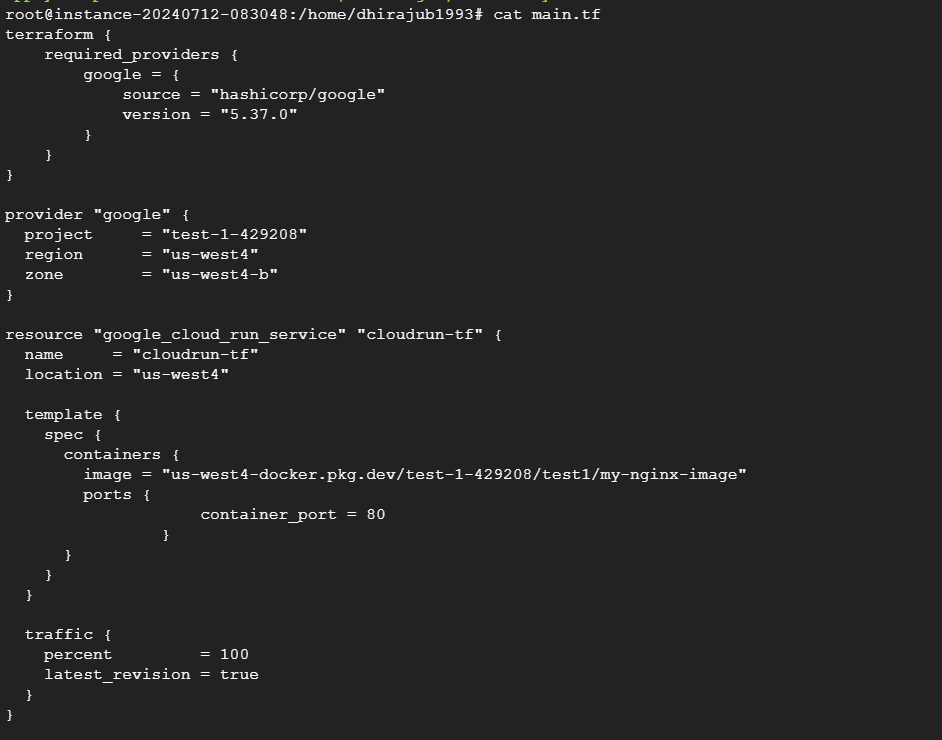 root@instance-20240712-083048:/home/dhirajub1993# cat main.tf
terraform {
    required_providers {
        google = {
            source = "hashicorp/google"
            version = "5.37.0"
        }
    }
}

provider "google" {
  project     = "test-1-429208"
  region      = "us-west4"
  zone        = "us-west4-b"
}

resource "google_cloud_run_service" "cloudrun-tf" {
  name     = "cloudrun-tf"
  location = "us-west4"

  template {
    spec {
      containers {
        image = "us-west4-docker.pkg.dev/test-1-429208/test1/my-nginx-image"
        ports {
                    container_port = 80
                }
      }
    }
  }

  traffic {
    percent         = 100
    latest_revision = true
  }
}